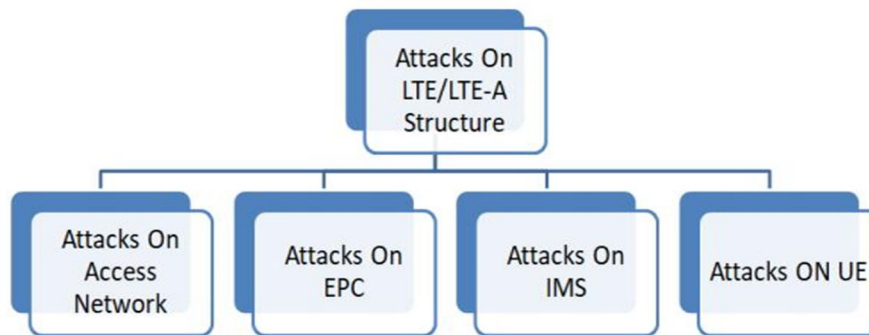 Attacks On
LTE/LTE-A
Structure
Attacks On
Access
Network
Attacks On
EPC
Attacks On
IMS
Attacks ON UE